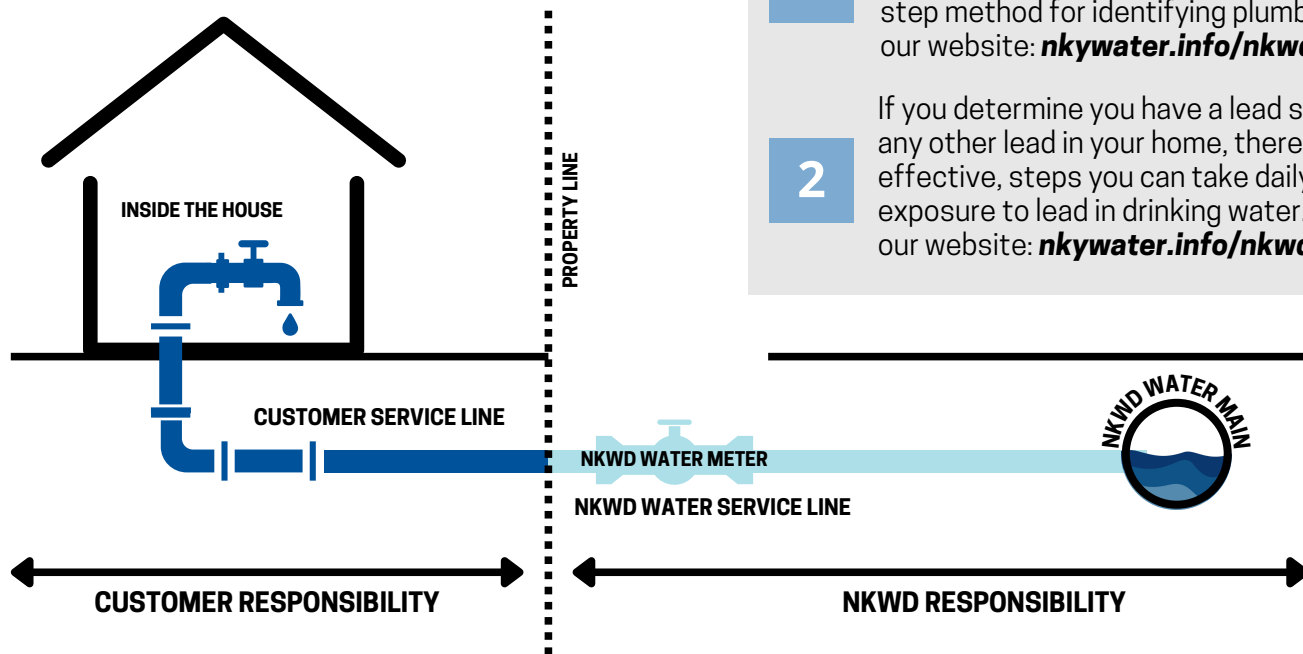 step method for identifying
our website: nkywater.info/
If you determine you have a lead
any other lead in your home, there
effective, steps you can take daily
2
exposure to lead in drinking water
our website: nkywater.info/
INSIDE THE HOUSE
PROPERTY LINE
CUSTOMER SERVICE LINE
NKWD WATER MAIN
NKWD WATER METER
NKWD WATER SERVICE LINE
CUSTOMER RESPONSIBILITY
NKWD RESPONSIBILITY